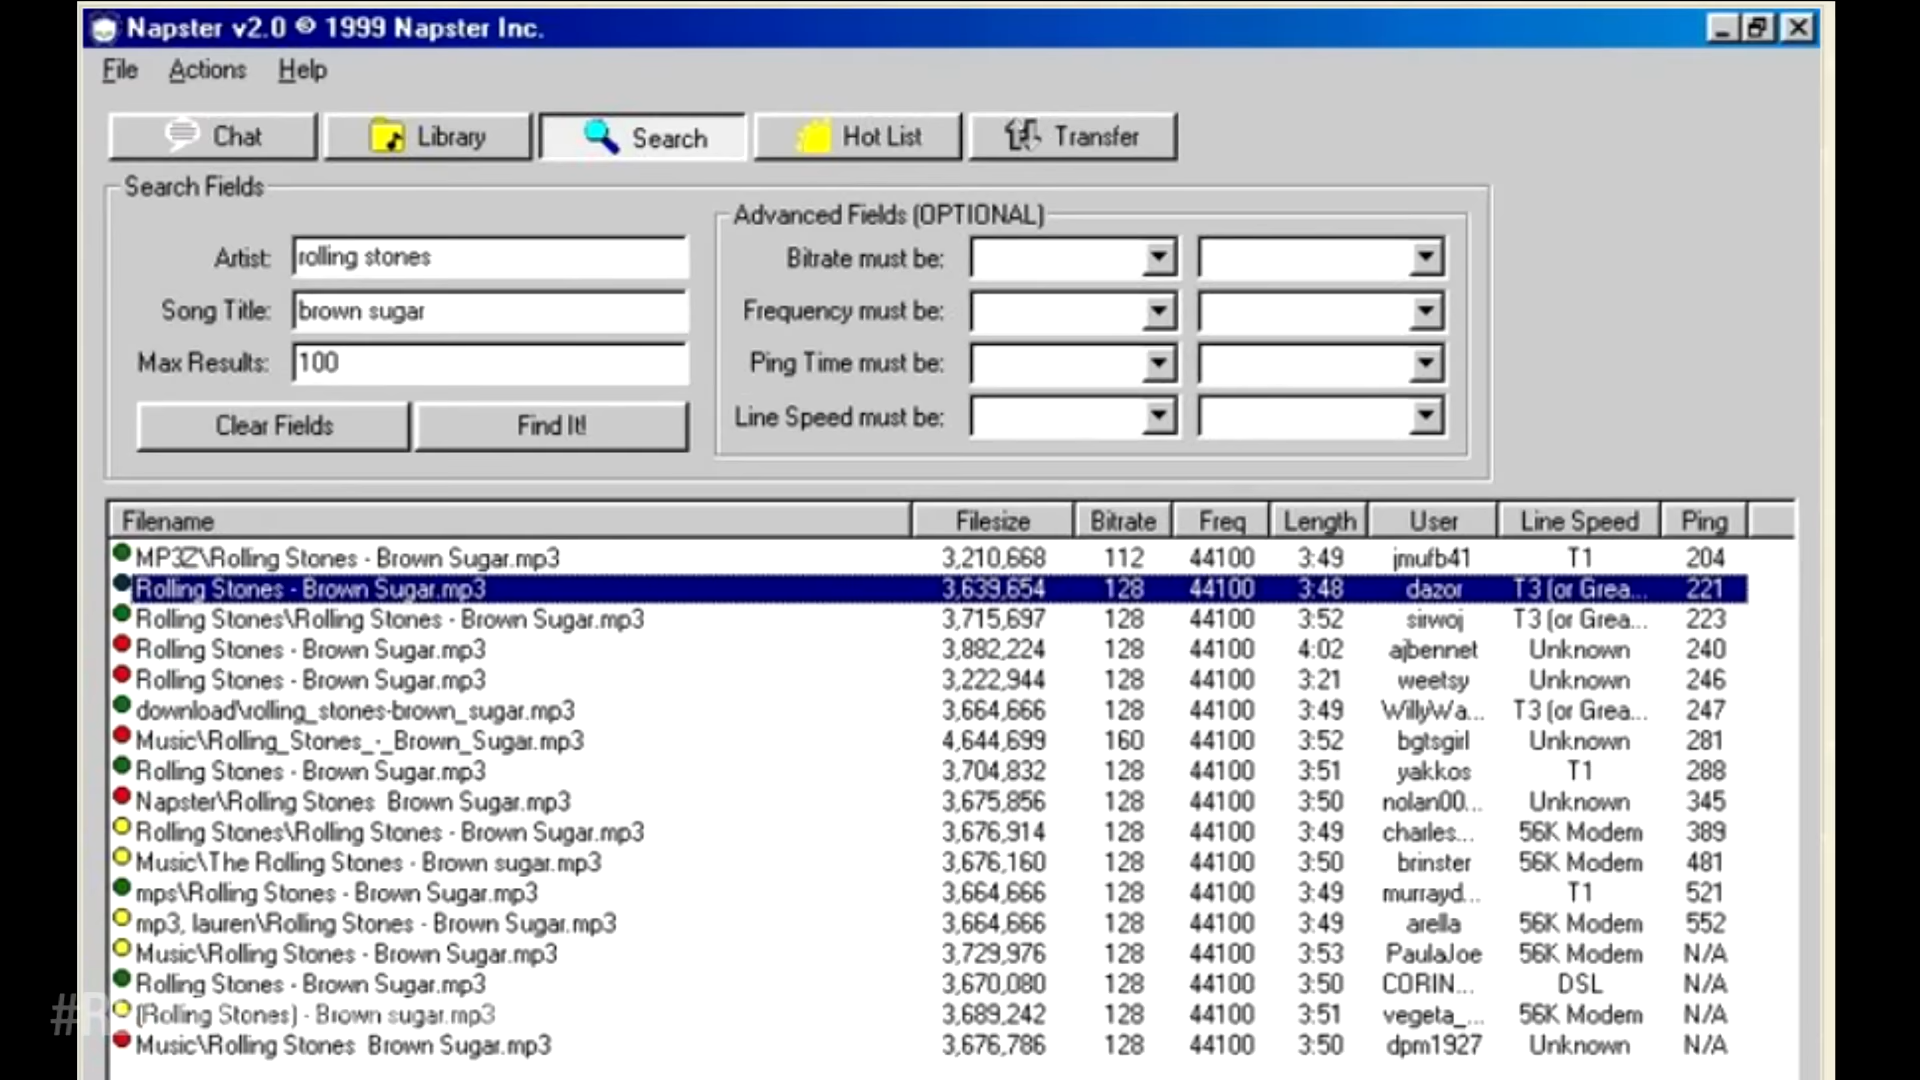 Napster v2.0 © 1999 Napster Inc.
File Actions Help
Chat Library Search Hot List Transfer
Search Fields
Advanced Fields (OPTIONAL)
Artist: rolling stones Bitrate must be:
Song Title: brown sugar Frequency must be:
Max Results: 100 Ping Time must be:
Clear Fields Find It! Line Speed must be:
Filename Filesize Bitrate Freq Length User Line Speed Ping
MP3Z\Rolling Stones - Brown Sugar.mp3 3,210,668 112 44100 3:49 jmufb41 T1 204
Rolling Stones - Brown Sugar.mp3 3,639,654 128 44100 3:48 dazor T3 (or Grea... 221
Rolling Stones\Rolling Stones - Brown Sugar.mp3 3,715,697 128 44100 3:52 sirwoj T3 (or Grea... 223
Rolling Stones - Brown Sugar.mp3 3,882,224 128 44100 4:02 ajbennet Unknown 240
Rolling Stones - Brown Sugar.mp3 3,222,944 128 44100 3:21 weetsy Unknown 246
download\rolling_stones-brown_sugar.mp3 3,664,666 128 44100 3:49 WillyWa... T3 (or Grea... 247
Music\Rolling_Stones_-_Brown_Sugar.mp3 4,644,699 160 44100 3:52 bgtsgirl Unknown 281
Rolling Stones - Brown Sugar.mp3 3,704,832 128 44100 3:51 yakkos T1 288
Napster\Rolling Stones  Brown Sugar.mp3 3,675,856 128 44100 3:50 nolan00... Unknown 345
Rolling Stones\Rolling Stones - Brown Sugar.mp3 3,676,914 128 44100 3:49 charles... 56K Modem 389
Music\The Rolling Stones - Brown sugar.mp3 3,676,160 128 44100 3:50 brinster 56K Modem 481
mps\Rolling Stones - Brown Sugar.mp3 3,664,666 128 44100 3:49 murrayd... T1 521
mp3, lauren\Rolling Stones - Brown Sugar.mp3 3,664,666 128 44100 3:49 arella 56K Modem 552
Music\Rolling Stones - Brown Sugar.mp3 3,729,976 128 44100 3:53 PaulaJoe 56K Modem N/A
Rolling Stones - Brown Sugar.mp3 3,670,080 128 44100 3:50 CORIN... DSL N/A
(Rolling Stones) - Brown sugar.mp3 3,689,242 128 44100 3:51 vegeta_... 56K Modem N/A
Music\Rolling Stones  Brown Sugar.mp3 3,676,786 128 44100 3:50 dpm1927 Unknown N/A